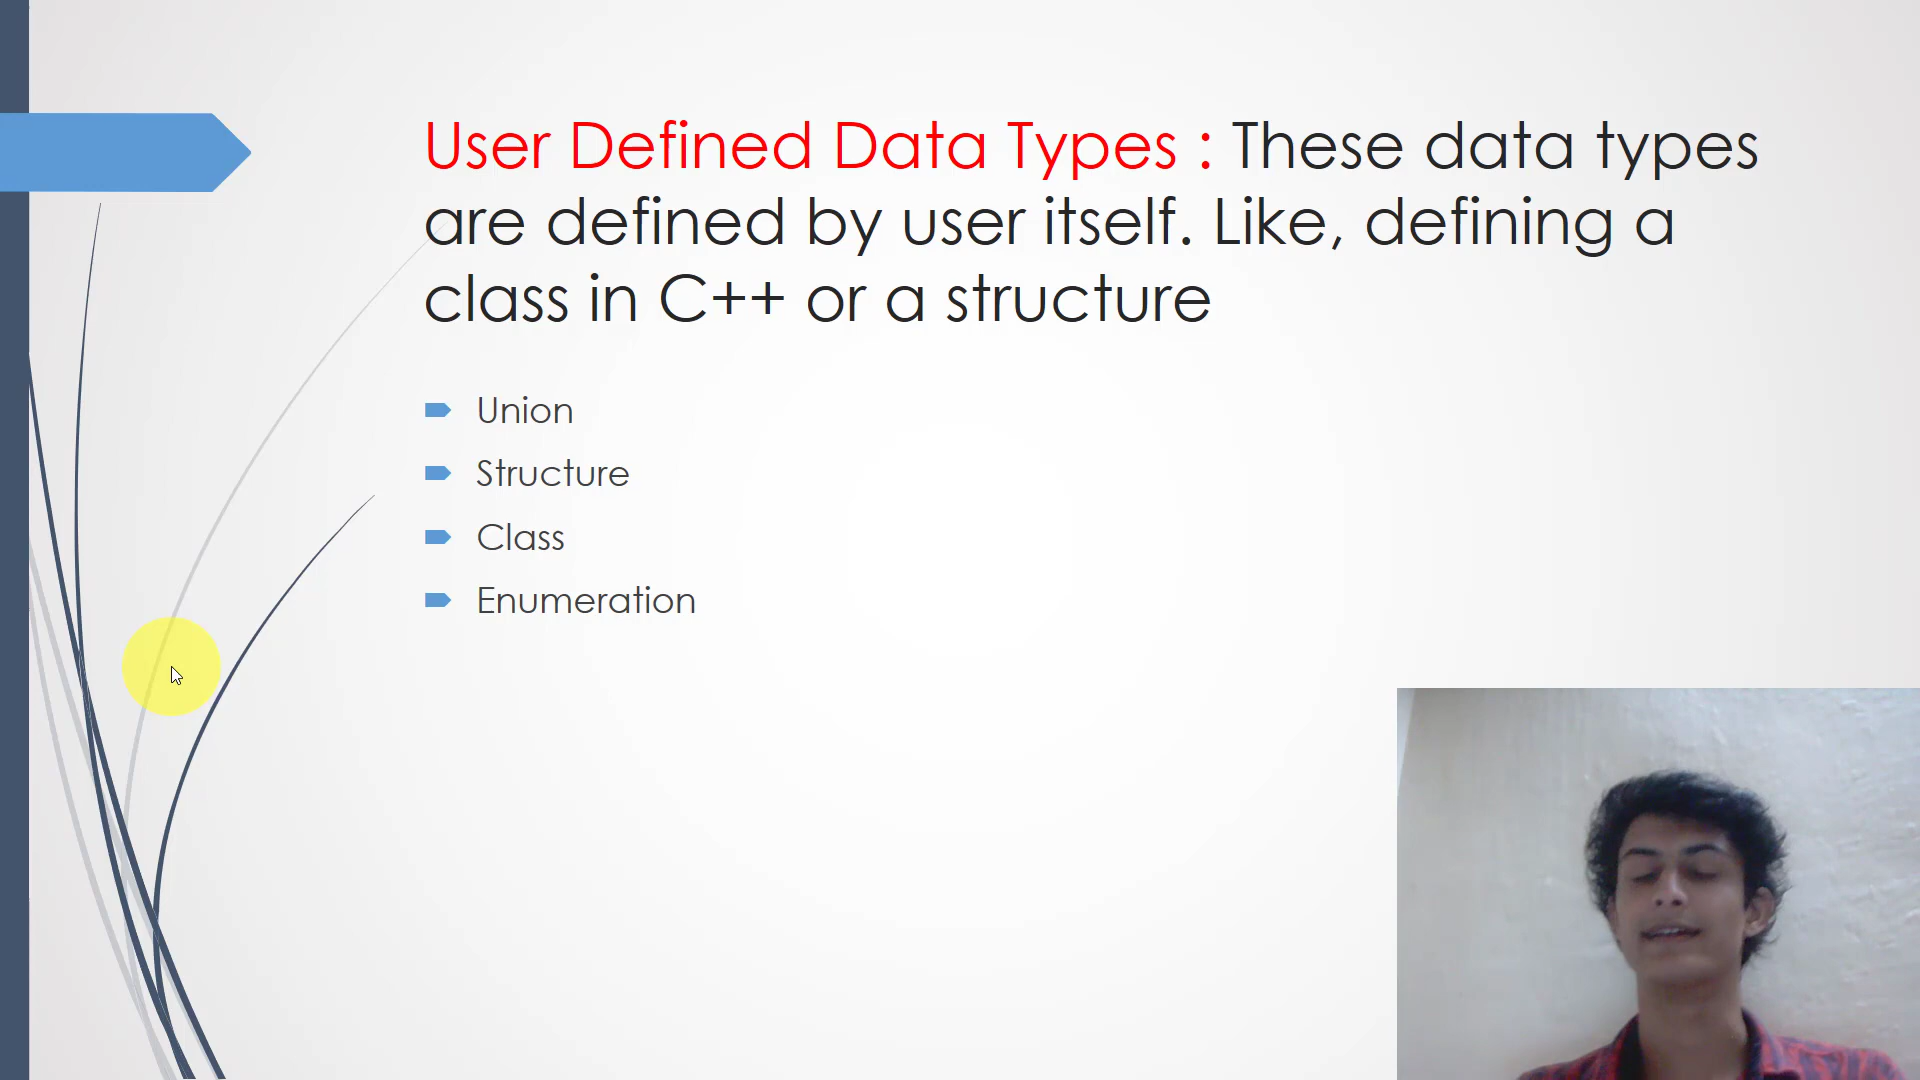 User Defined Data Types : These data types
are defined by user itself. Like, defining a
class in C++ or a structure
Union
Structure
Class
Enumeration